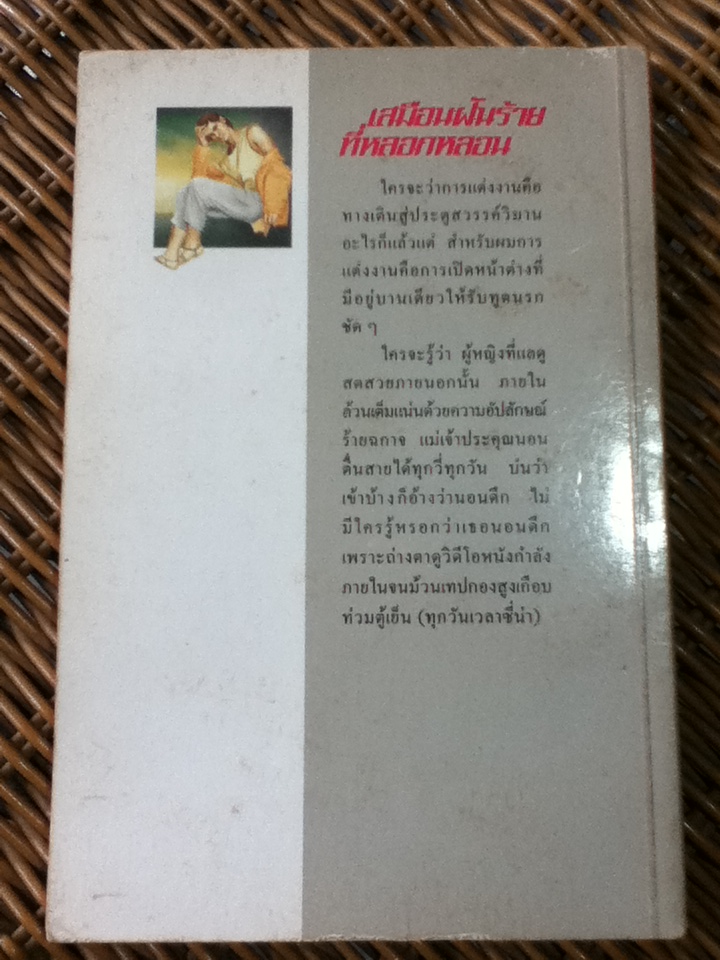 เสมือนฝันร้าย
ที่หลอกหลอน
ใครจะว่าการแต่งงานคือ
ทางเดินสู่ประตูสวรรค์วิมาน
อะไรก็แล้วแต่ สำหรับผมการ
แต่งงานคือการเปิดหน้าต่างที่
มีอยู่บานเดียวให้รับทูตนรก
ชัด ๆ
ใครจะรู้ว่า ผู้หญิงที่แลดู
สดสวยภายนอกนั้น ภายใน
ล้วนเต็มแน่นด้วยความอัปลักษณ์
ร้ายฉกาจ แม่เจ้าประคุณนอน
ตื่นสายได้ทุกวี่ทุกวัน บ่นว่า
เข้าบ้างก็อ้างว่านอนดึก ไม่
มีใครรู้หรอกว่าเธอนอนดึก
เพราะถ่างตาดูวิดีโอหนังกำลัง
ภายในจนม้วนเทปกองสูงเกือบ
ท่วมตู้เย็น (ทุกวันเวลาซี่น่า)